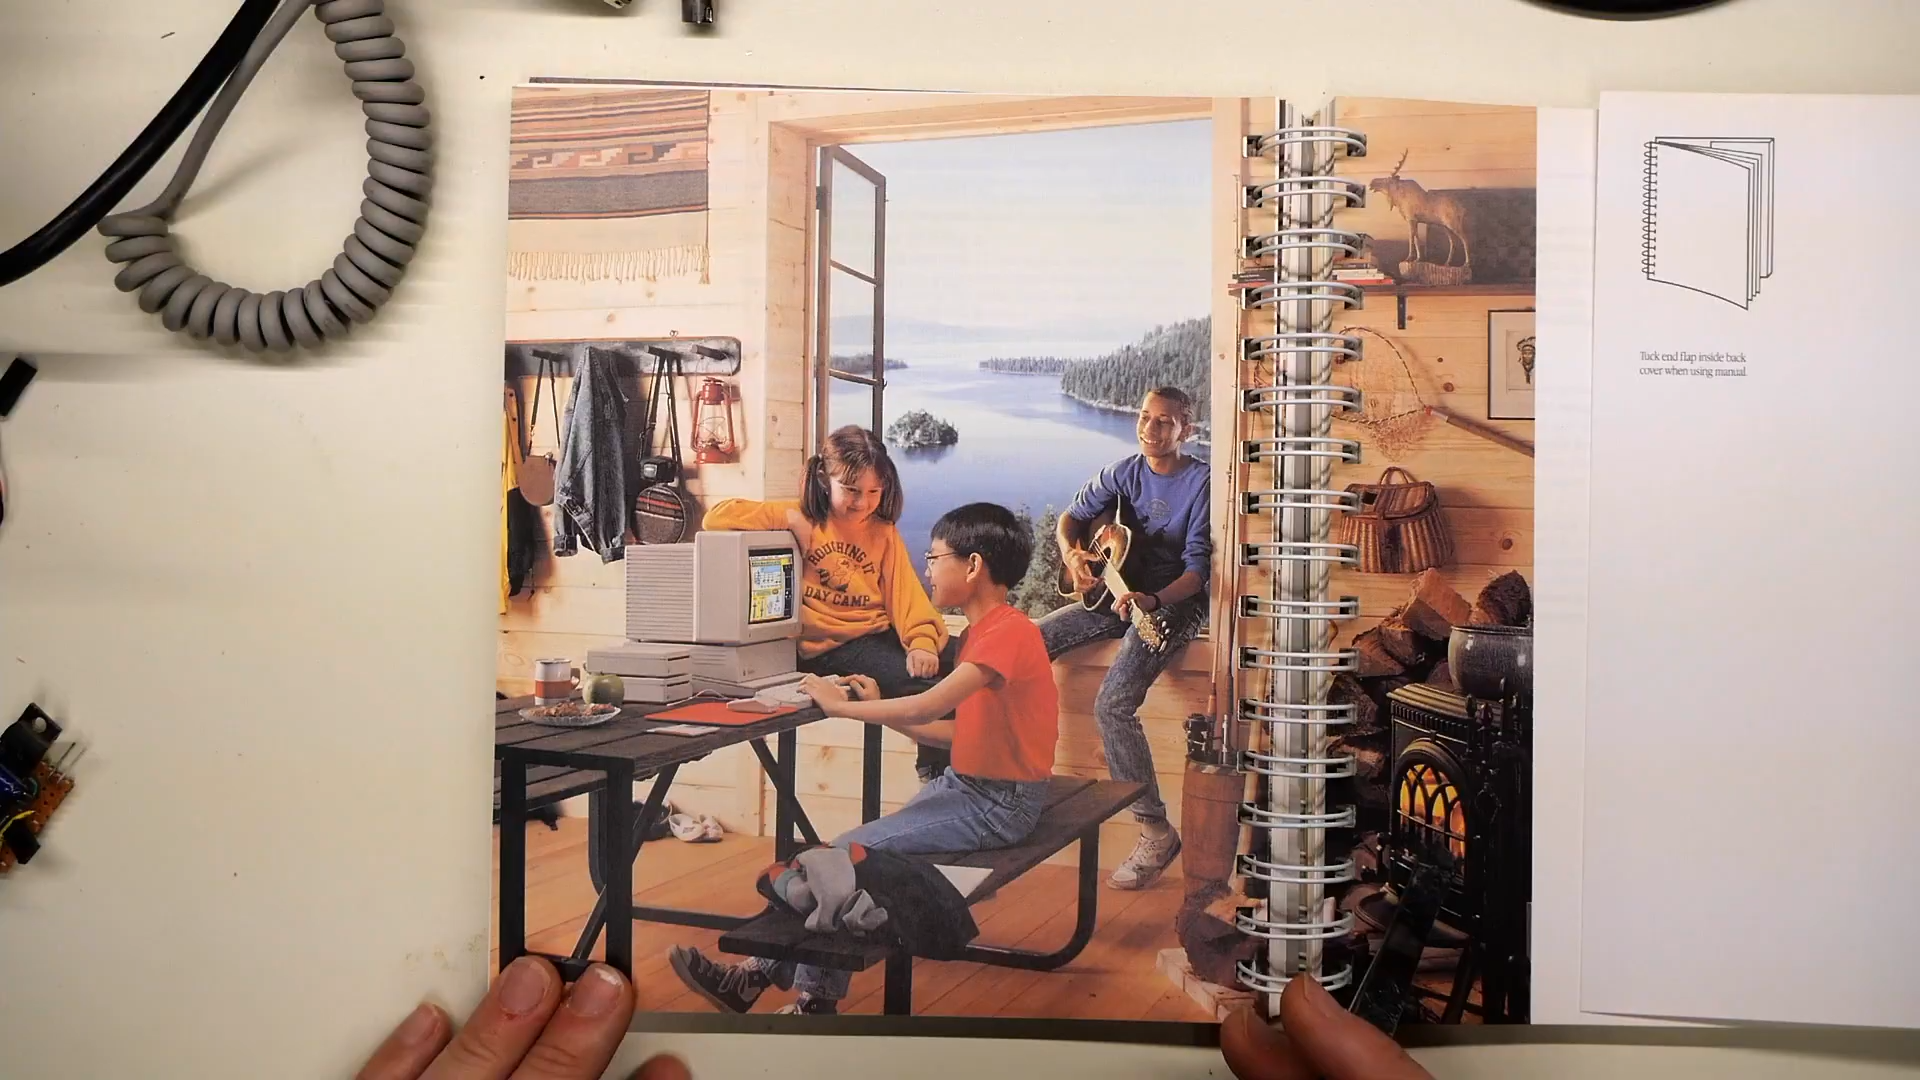 ROUGHING IT
DAY CAMP
Tuck end flap inside back
cover when using manual.